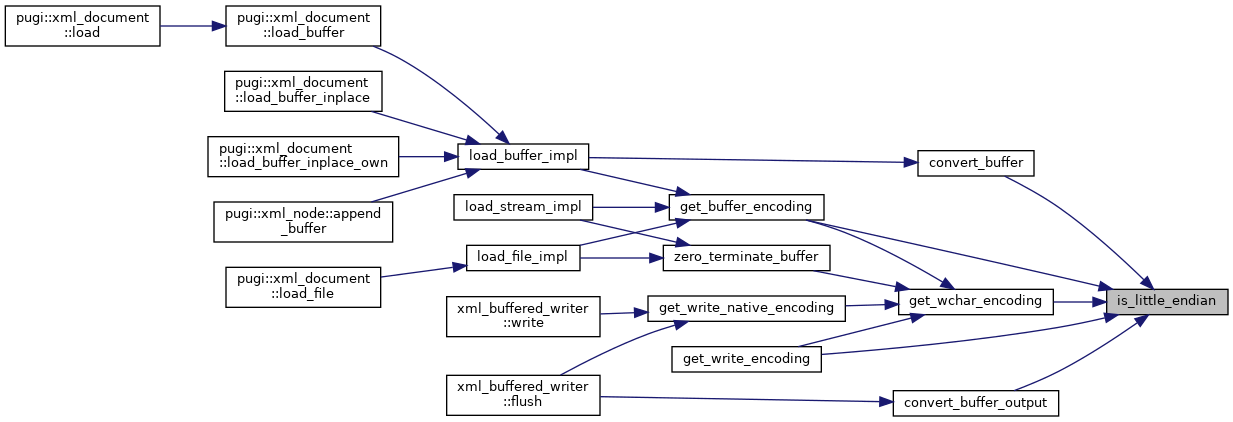 pugi::xml_document
::load
pugi::xml_document
::load_buffer
pugi::xml_document
::load_buffer_inplace
pugi::xml_document
::load_buffer_inplace_own
pugi::xml_node::append
_buffer
pugi::xml_document
::load_file
load_buffer_impl
load_stream_impl
load_file_impl
xml_buffered_writer
::write
xml_buffered_writer
::flush
convert_buffer
get_buffer_encoding
zero_terminate_buffer
get_write_native_encoding
get_write_encoding
get_wchar_encoding
convert_buffer_output
is_little_endian